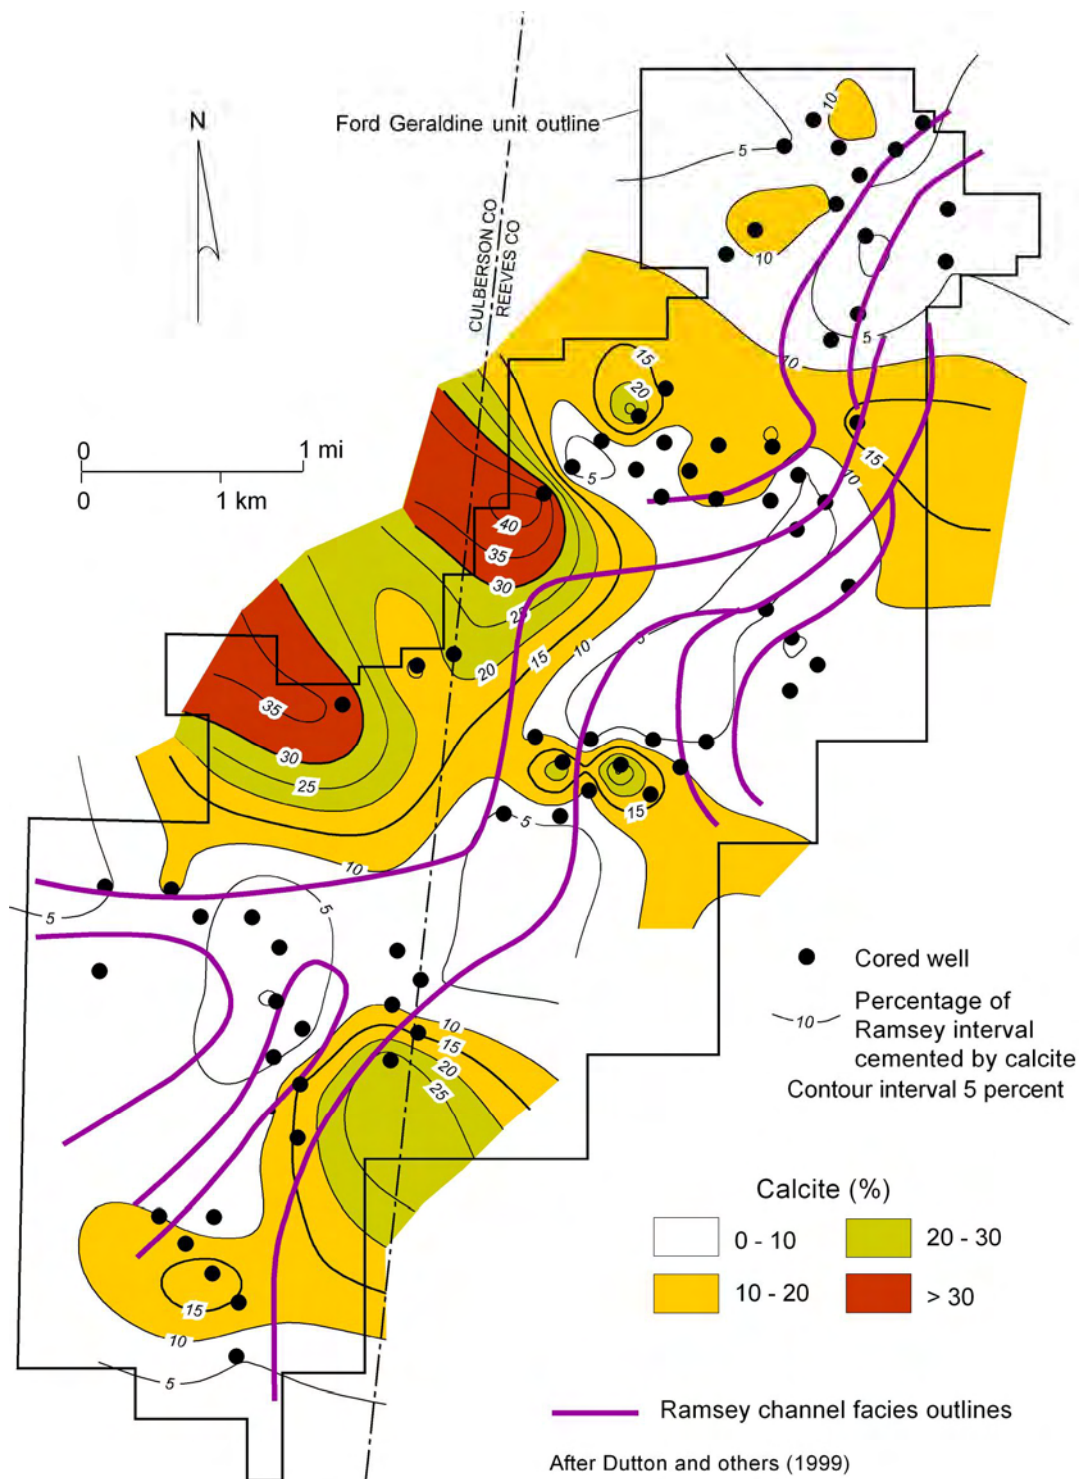 N
Ford Geraldine unit outline
CULBERSON CO
REEVES CO
0 1 mi
0 1 km
10
5
10
10
5
15
20
10
5
15
10
40
35
30
25
20
15
10
5
35
30
25
15
10
5
5
5
10
15
20
25
15
10
5
Cored well
10 Percentage of
Ramsey interval
cemented by calcite
Contour interval 5 percent
Calcite (%)
0 - 10
20 - 30
10 - 20
> 30
Ramsey channel facies outlines
After Dutton and others (1999)